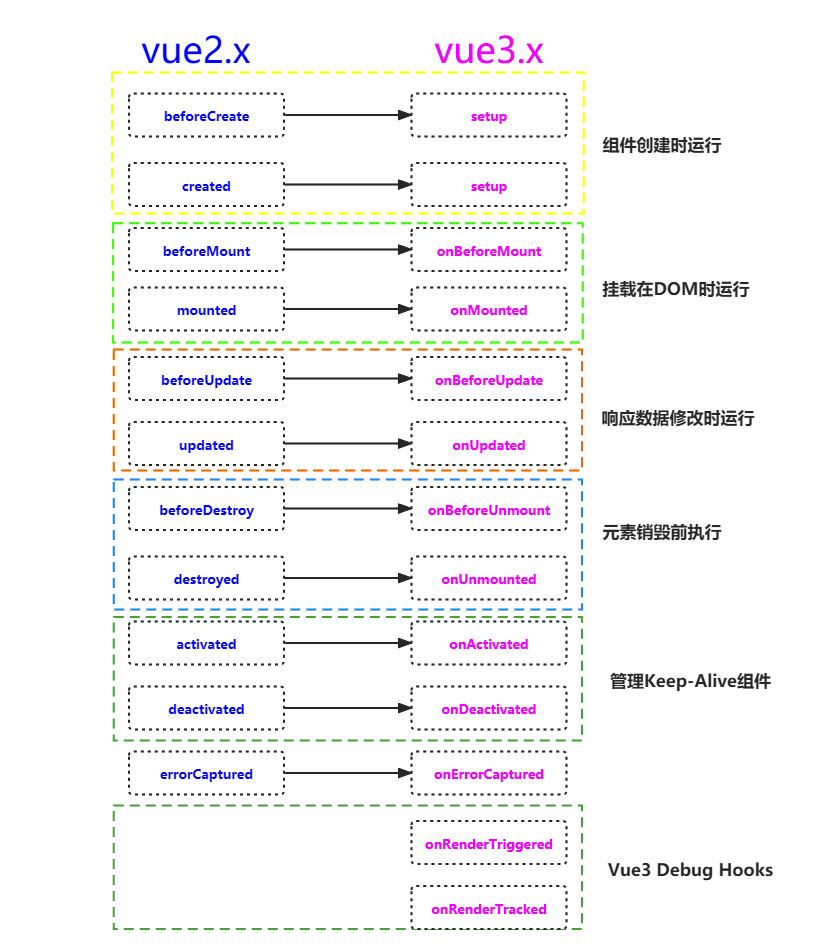 vue2.x vue3.x
beforeCreate setup
组件创建时运行
created setup
beforeMount onBeforeMount
挂载在DOM时运行
mounted onMounted
beforeUpdate onBeforeUpdate
响应数据修改时运行
updated onUpdated
beforeDestroy onBeforeUnmount
元素销毁前执行
destroyed onUnmounted
activated onActivated
管理Keep-Alive组件
deactivated onDeactivated
errorCaptured onErrorCaptured
onRenderTriggered
Vue3 Debug Hooks
onRenderTracked